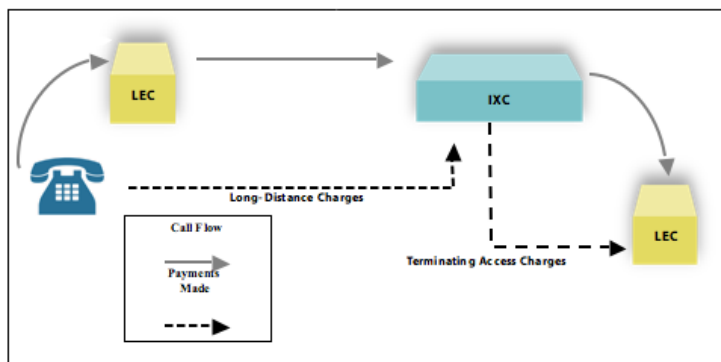 LEC
IXC
Long-Distance Charges
LEC
Call Flow
Terminating Access Charges
Payments
Made